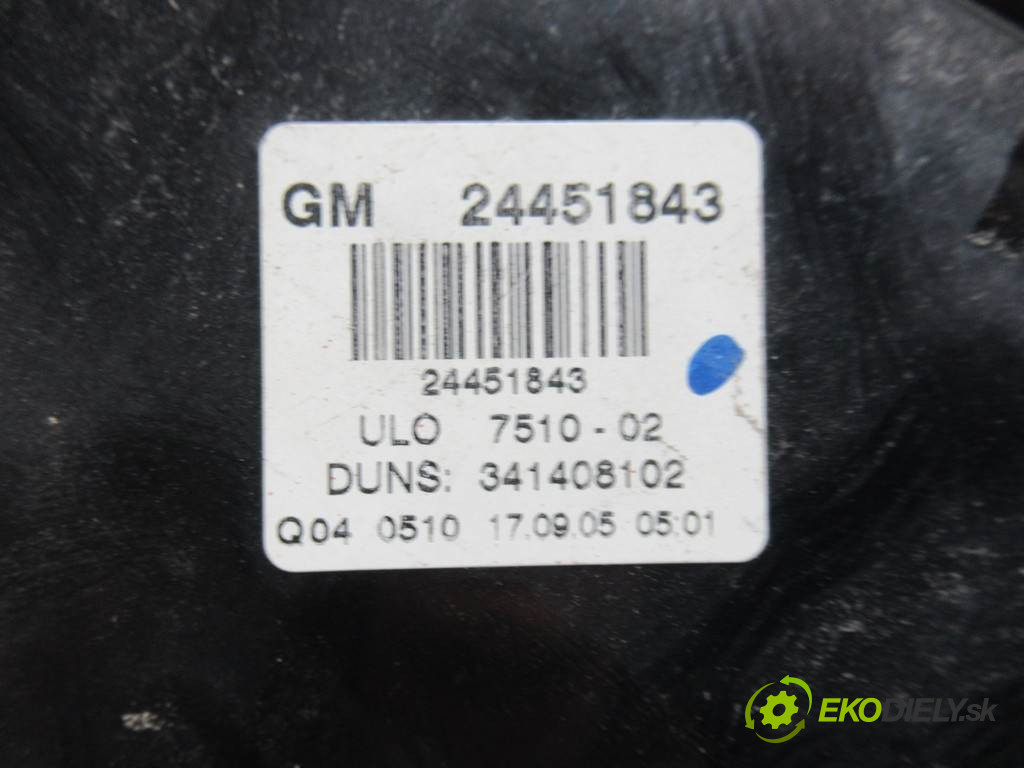 GM 24451843
24451843
ULO 7510 - 02
DUNS: 341408102
Q04 0510 17.09.05 05:01
EKODIELY.sk